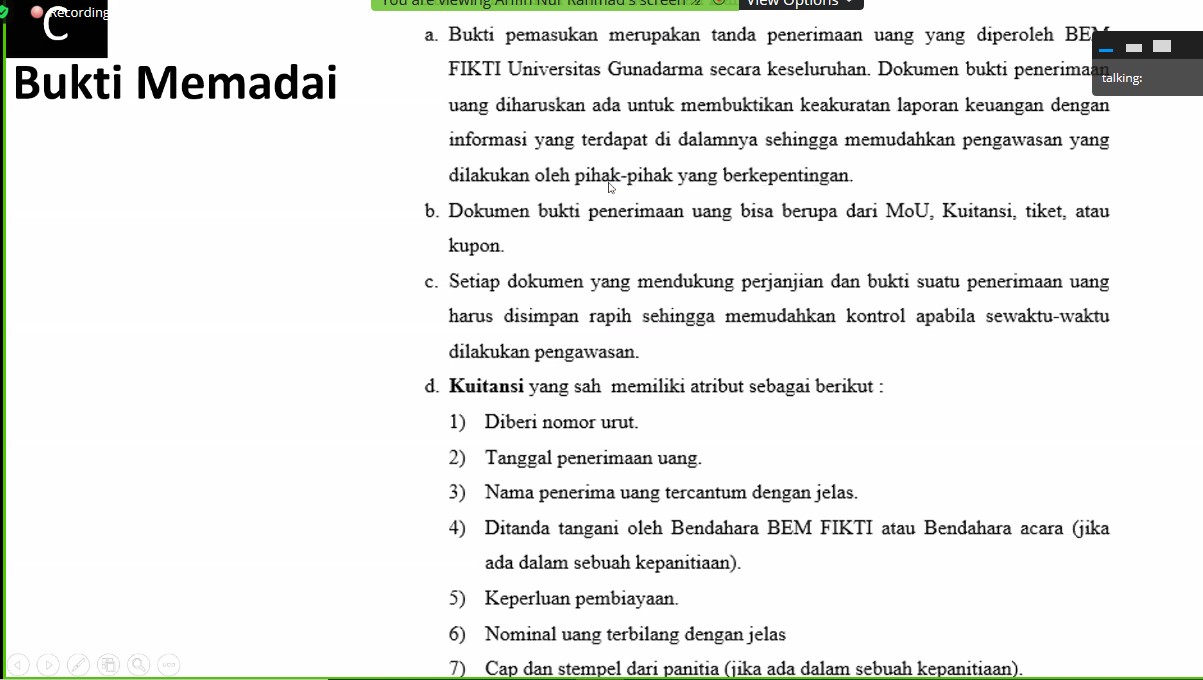 You are viewing Arifin Nur Rahmad's screen
View Options
Recording
C
talking:
Bukti Memadai
a. Bukti pemasukan merupakan tanda penerimaan uang yang diperoleh BEM
FIKTI Universitas Gunadarma secara keseluruhan. Dokumen bukti penerimaan
uang diharuskan ada untuk membuktikan keakuratan laporan keuangan dengan
informasi yang terdapat di dalamnya sehingga memudahkan pengawasan yang
dilakukan oleh pihak-pihak yang berkepentingan.
b. Dokumen bukti penerimaan uang bisa berupa dari MoU, Kuitansi, tiket, atau
kupon.
c. Setiap dokumen yang mendukung perjanjian dan bukti suatu penerimaan uang
harus disimpan rapih sehingga memudahkan kontrol apabila sewaktu-waktu
dilakukan pengawasan.
d. Kuitansi yang sah memiliki atribut sebagai berikut :
1) Diberi nomor urut.
2) Tanggal penerimaan uang.
3) Nama penerima uang tercantum dengan jelas.
4) Ditanda tangani oleh Bendahara BEM FIKTI atau Bendahara acara (jika
ada dalam sebuah kepanitiaan).
5) Keperluan pembiayaan.
6) Nominal uang terbilang dengan jelas
7) Cap dan stempel dari panitia (jika ada dalam sebuah kepanitiaan).